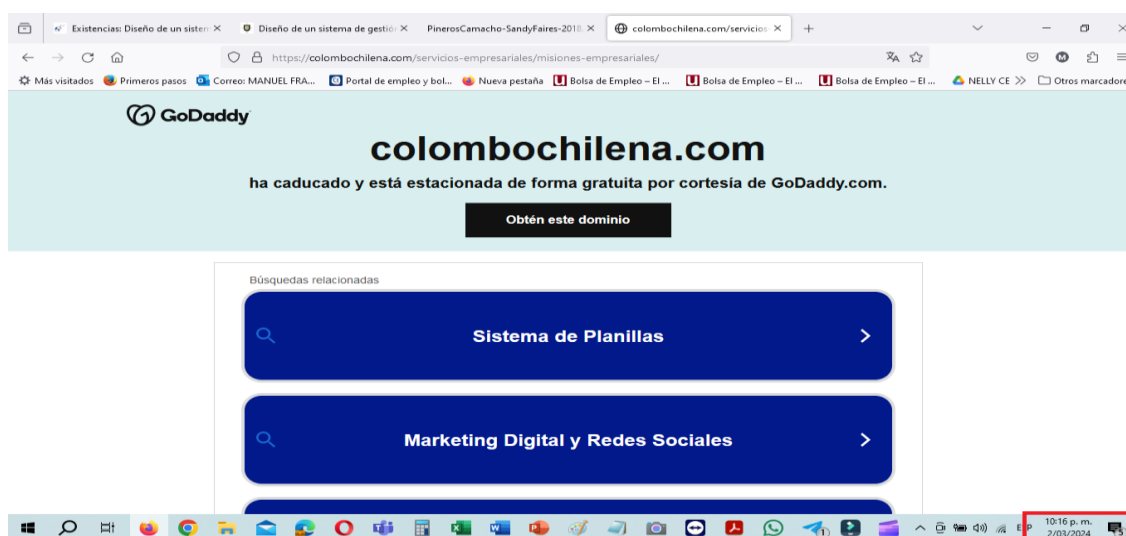 Existencias: Diseño de un sistem
Diseño de un sistema de gestió
PinerosCamacho-SandyFaires-2018.
colombochilena.com/servicios-
https://colombochilena.com/servicios-empresariales/misiones-empresariales/
Más visitados
Primeros pasos
Correo: MANUEL FRA...
Portal de empleo y bol...
Nueva pestaña
Bolsa de Empleo – El ...
Bolsa de Empleo – El ...
Bolsa de Empleo – El ...
NELLY CE
Otros marcadore
GoDaddy
colombochilena.com
ha caducado y está estacionada de forma gratuita por cortesía de GoDaddy.com.
Obtén este dominio
Búsquedas relacionadas
Sistema de Planillas
Marketing Digital y Redes Sociales
10:16 p. m.
2/03/2024